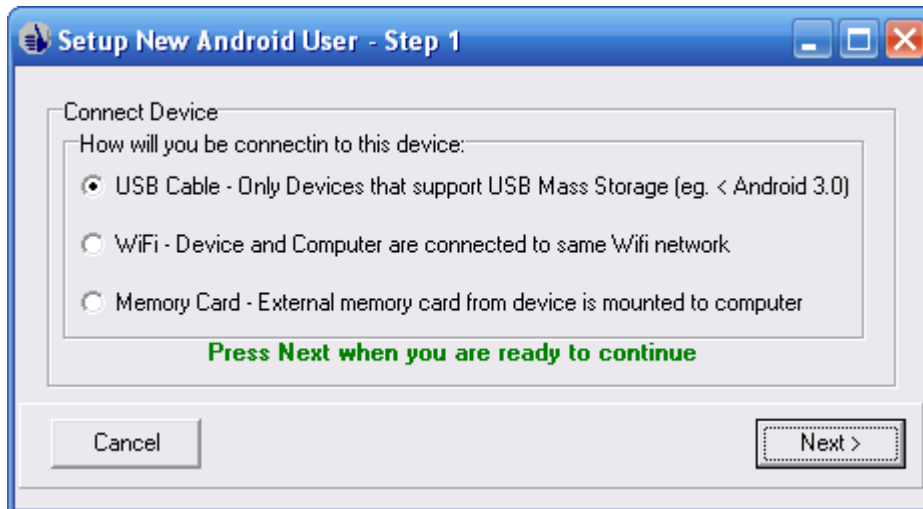 Setup New Android User - Step 1
Connect Device
How will you be connectin to this device:
USB Cable - Only Devices that support USB Mass Storage (eg. < Android 3.0)
WiFi - Device and Computer are connected to same Wifi network
Memory Card - External memory card from device is mounted to computer
Press Next when you are ready to continue
Cancel
Next >